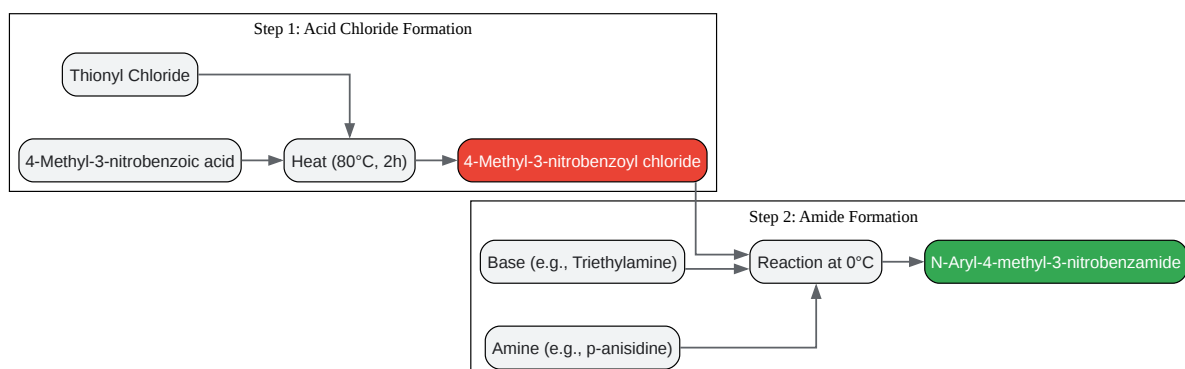 Step 1: Acid Chloride Formation
Thionyl Chloride
4-Methyl-3-nitrobenzoic acid
Heat (80°C, 2h)
4-Methyl-3-nitrobenzoyl chloride
Step 2: Amide Formation
Base (e.g., Triethylamine)
Reaction at 0°C
N-Aryl-4-methyl-3-nitrobenzamide
Amine (e.g., p-anisidine)